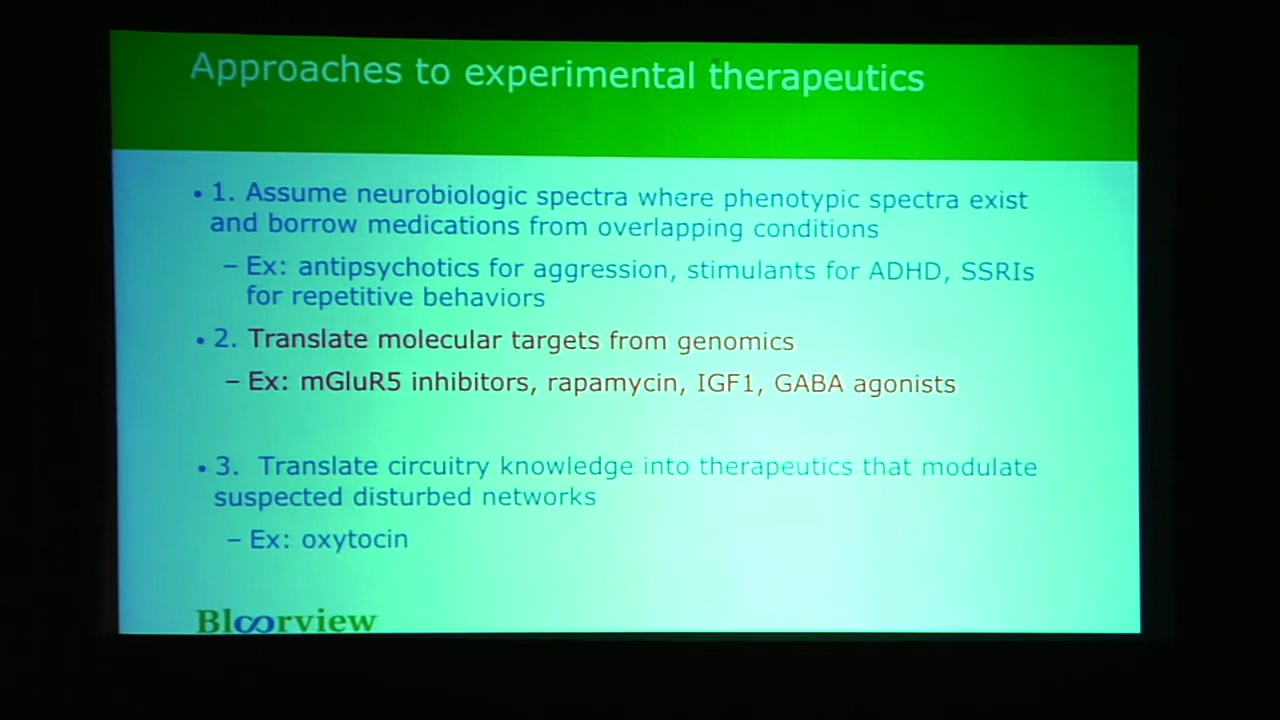 Approaches to experimental therapeutics
• 1. Assume neurobiologic spectra where phenotypic spectra exist
and borrow medications from overlapping conditions
– Ex: antipsychotics for aggression, stimulants for ADHD, SSRIs
for repetitive behaviors
• 2. Translate molecular targets from genomics
– Ex: mGluR5 inhibitors, rapamycin, IGF1, GABA agonists
• 3. Translate circuitry knowledge into therapeutics that modulate
suspected disturbed networks
– Ex: oxytocin
Bloorview